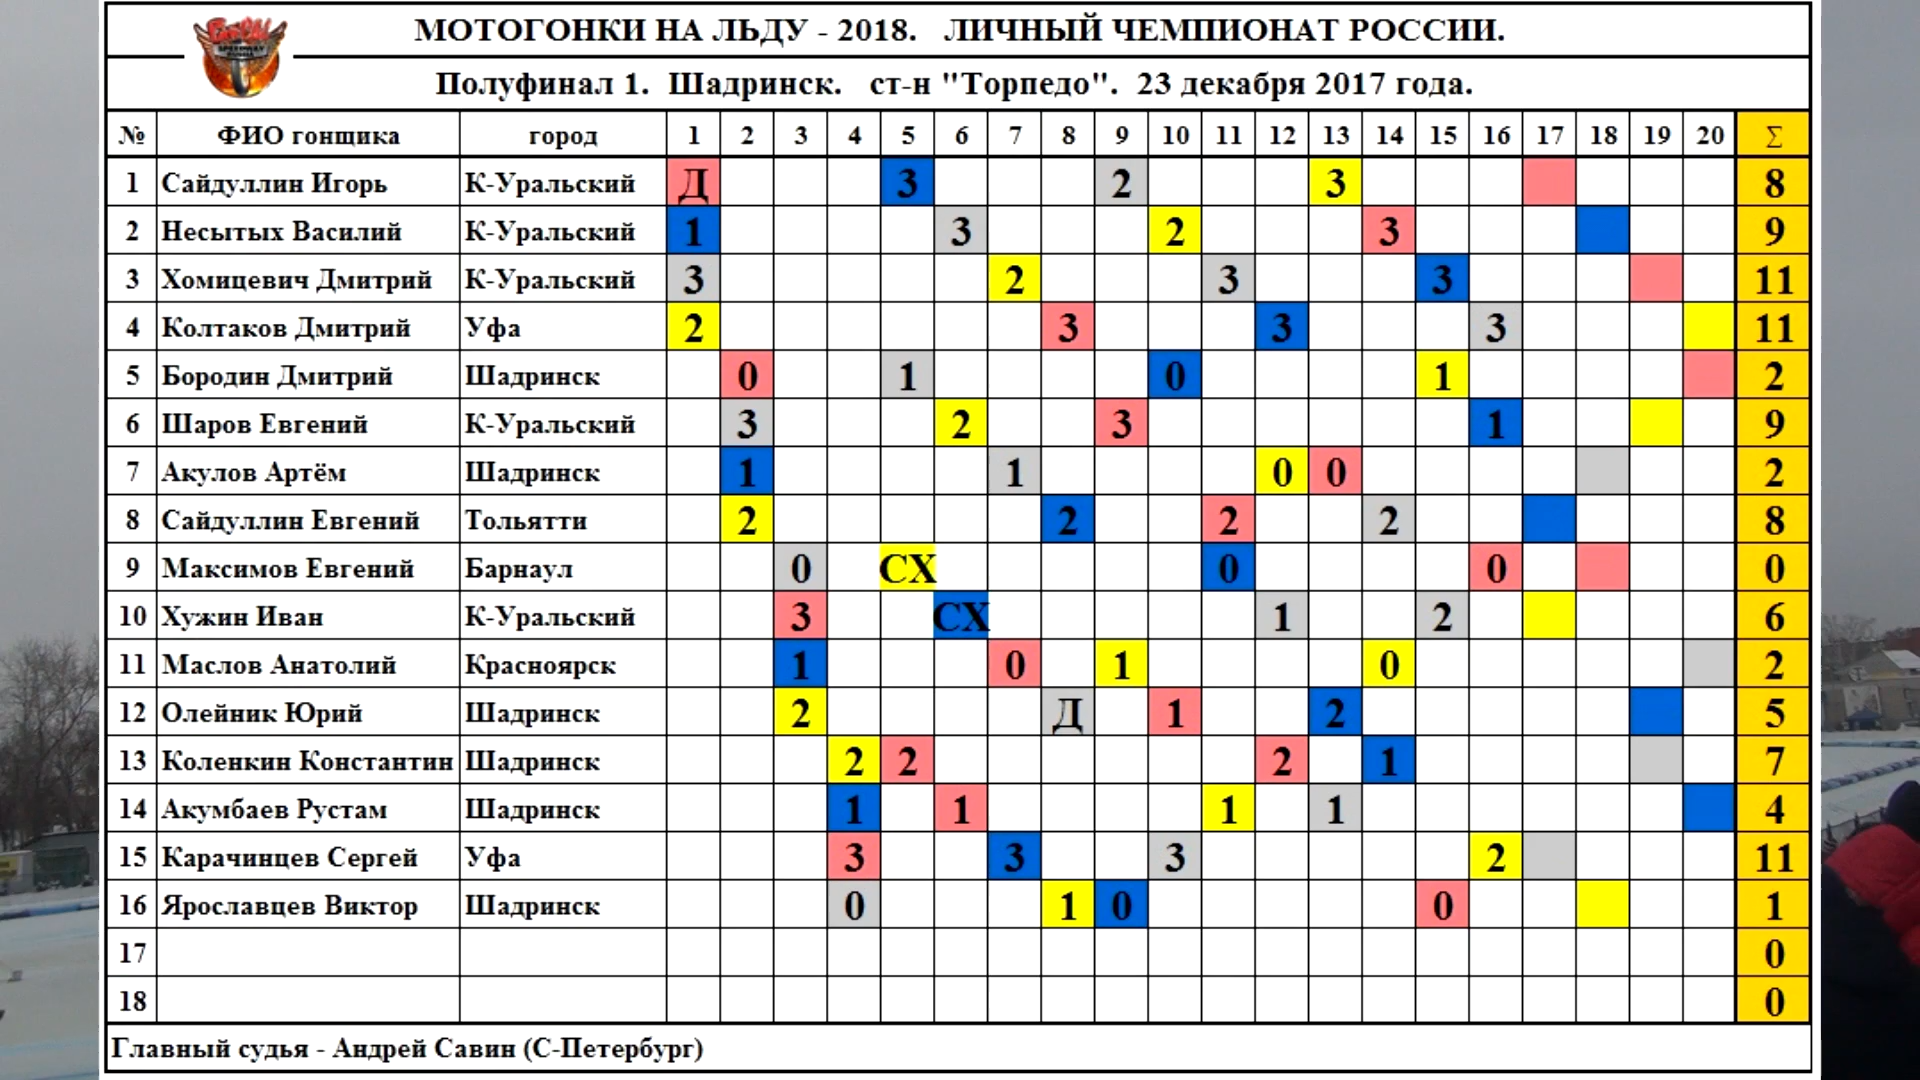 МОТОГОНКИ НА ЛЬДУ - 2018. ЛИЧНЫЙ ЧЕМПИОНАТ РОССИИ.
Полуфинал 1. Шадринск. ст-н "Торпедо". 23 декабря 2017 года.
№ ФИО гонщика город 1 2 3 4 5 6 7 8 9 10 11 12 13 14 15 16 17 18 19 20 Σ
1 Сайдуллин Игорь К-Уральский Д 3 2 3 8
2 Несытых Василий К-Уральский 1 3 2 3 9
3 Хомицевич Дмитрий К-Уральский 3 2 3 3 11
4 Колтаков Дмитрий Уфа 2 3 3 3 11
5 Бородин Дмитрий Шадринск 0 1 0 1 2
6 Шаров Евгений К-Уральский 3 2 3 1 9
7 Акулов Артём Шадринск 1 1 0 0 2
8 Сайдуллин Евгений Тольятти 2 2 2 2 8
9 Максимов Евгений Барнаул 0 СХ 0 0 0
10 Хужин Иван К-Уральский 3 СХ 1 2 6
11 Маслов Анатолий Красноярск 1 0 1 0 2
12 Олейник Юрий Шадринск 2 Д 1 2 5
13 Коленкин Константин Шадринск 2 2 2 1 7
14 Акумбаев Рустам Шадринск 1 1 1 1 4
15 Карачинцев Сергей Уфа 3 3 3 2 11
16 Ярославцев Виктор Шадринск 0 1 0 0 1
17 0
18 0
Главный судья - Андрей Савин (С-Петербург)